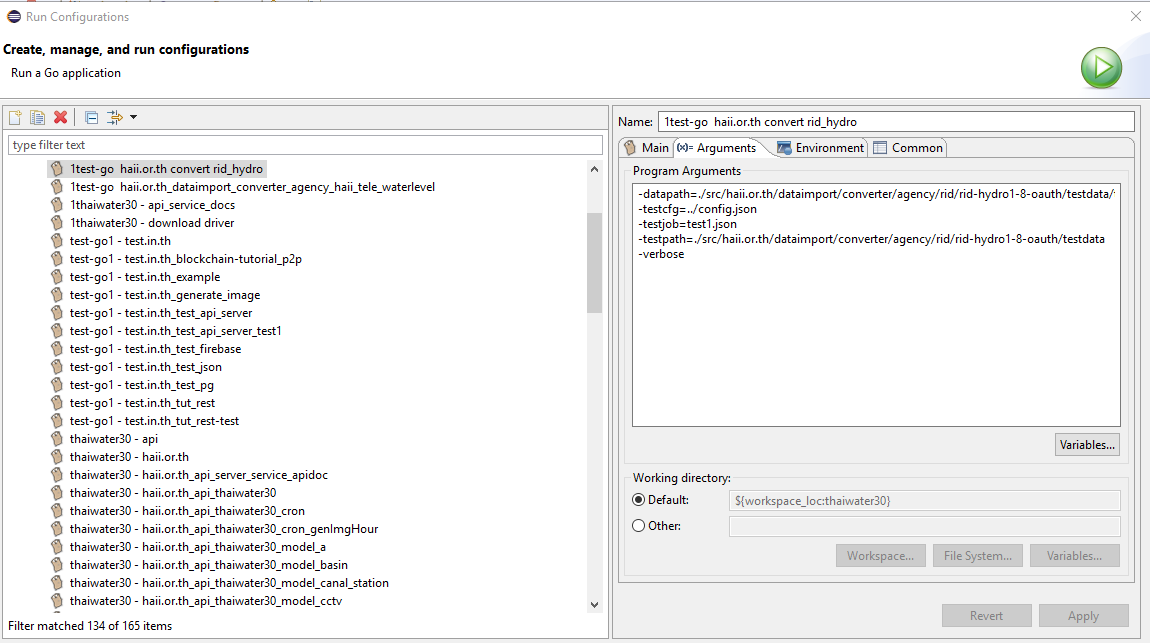 Run Configurations
Create, manage, and run configurations
Run a Go application
type filter text
1test-go  haii.or.th convert rid_hydro
1test-go  haii.or.th_dataimport_converter_agency_haii_tele_waterlevel
1thaiwater30 - api_service_docs
1thaiwater30 - download driver
test-go1 - test.in.th
test-go1 - test.in.th_blockchain-tutorial_p2p
test-go1 - test.in.th_example
test-go1 - test.in.th_generate_image
test-go1 - test.in.th_test_api_server
test-go1 - test.in.th_test_api_server_test1
test-go1 - test.in.th_test_firebase
test-go1 - test.in.th_test_json
test-go1 - test.in.th_test_pg
test-go1 - test.in.th_tut_rest
test-go1 - test.in.th_tut_rest-test
thaiwater30 - api
thaiwater30 - haii.or.th
thaiwater30 - haii.or.th_api_server_service_apidoc
thaiwater30 - haii.or.th_api_thaiwater30
thaiwater30 - haii.or.th_api_thaiwater30_cron
thaiwater30 - haii.or.th_api_thaiwater30_cron_genImgHour
thaiwater30 - haii.or.th_api_thaiwater30_model_a
thaiwater30 - haii.or.th_api_thaiwater30_model_basin
thaiwater30 - haii.or.th_api_thaiwater30_model_canal_station
thaiwater30 - haii.or.th_api_thaiwater30_model_cctv
Filter matched 134 of 165 items
Name: 1test-go  haii.or.th convert rid_hydro
Main (x)= Arguments Environment Common
Program Arguments
-datapath=./src/haii.or.th/dataimport/converter/agency/rid/rid-hydro1-8-oauth/testdata/
-testcfg=../config.json
-testjob=test1.json
-testpath=./src/haii.or.th/dataimport/converter/agency/rid/rid-hydro1-8-oauth/testdata
-verbose
Variables...
Working directory:
Default: ${workspace_loc:thaiwater30}
Other:
Workspace... File System... Variables...
Revert Apply